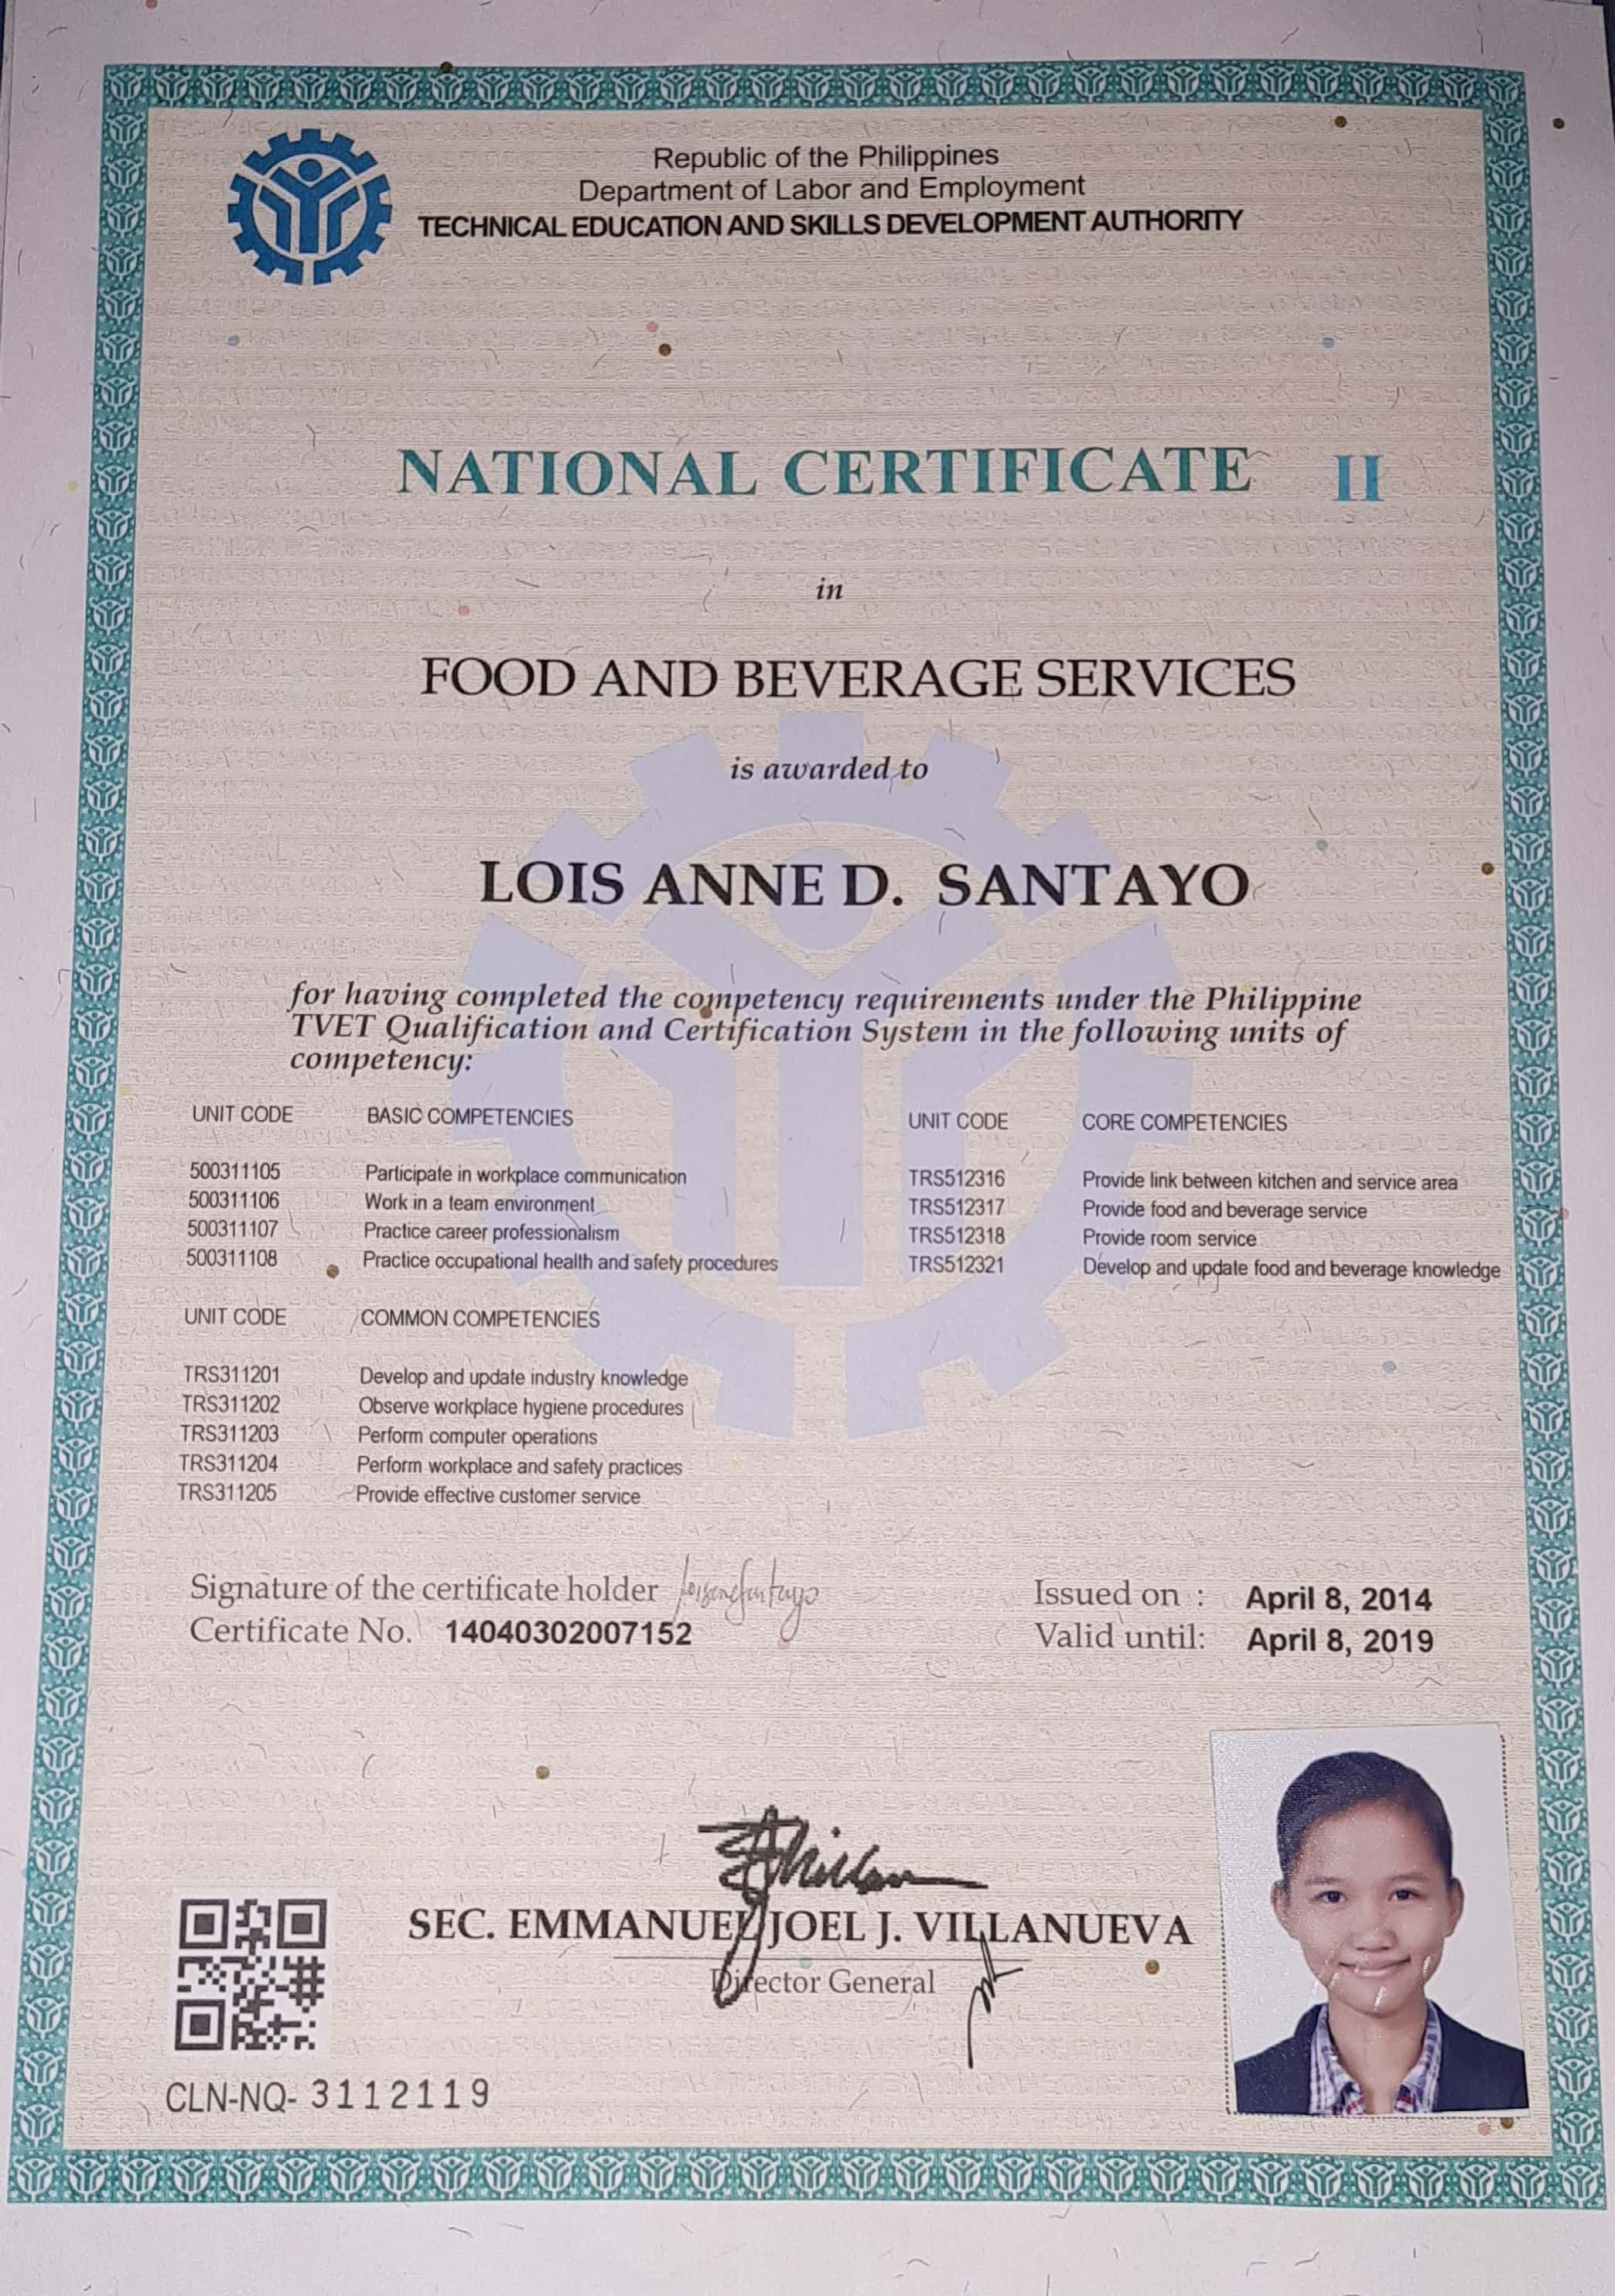 Republic of the Philippines
Department of Labor and Employment
TECHNICAL EDUCATION AND SKILLS DEVELOPMENT AUTHORITY
NATIONAL CERTIFICATE II
in
FOOD AND BEVERAGE SERVICES
is awarded to
LOIS ANNE D. SANTAYO
for having completed the competency requirements under the Philippine
TVET Qualification and Certification System in the following units of
competency:
UNIT CODE BASIC COMPETENCIES
500311105 Participate in workplace communication
500311106 Work in a team environment
500311107 Practice career professionalism
500311108 Practice occupational health and safety procedures
UNIT CODE COMMON COMPETENCIES
TRS311201 Develop and update industry knowledge
TRS311202 Observe workplace hygiene procedures
TRS311203 Perform computer operations
TRS311204 Perform workplace and safety practices
TRS311205 Provide effective customer service
UNIT CODE CORE COMPETENCIES
TRS512316 Provide link between kitchen and service area
TRS512317 Provide food and beverage service
TRS512318 Provide room service
TRS512321 Develop and update food and beverage knowledge
Signature of the certificate holder
Certificate No. 14040302007152
Issued on : April 8, 2014
Valid until: April 8, 2019
SEC. EMMANUEL JOEL J. VILLANUEVA
Director General
CLN-NQ- 3112119